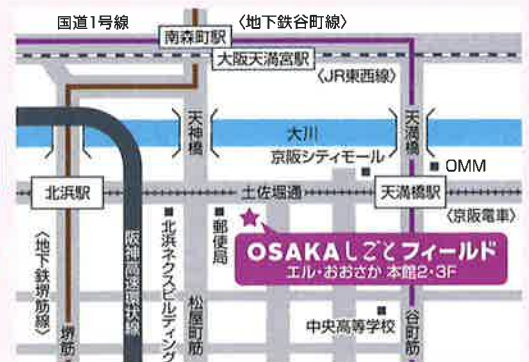 国道1号線
〈地下鉄谷町線〉
南森町駅
大阪天満宮駅
〈JR東西線〉
天神橋
天満橋
大川
京阪シティモール
OMM
北浜駅
土佐堀通
天満橋駅
〈京阪電車〉
〈地下鉄堺筋線〉
阪神高速環状線
北浜ネクスビルディング
郵便局
OSAKAしごとフィールド
エル・おおさか 本館2・3F
中央高等学校
堺筋
松屋町筋
谷町筋